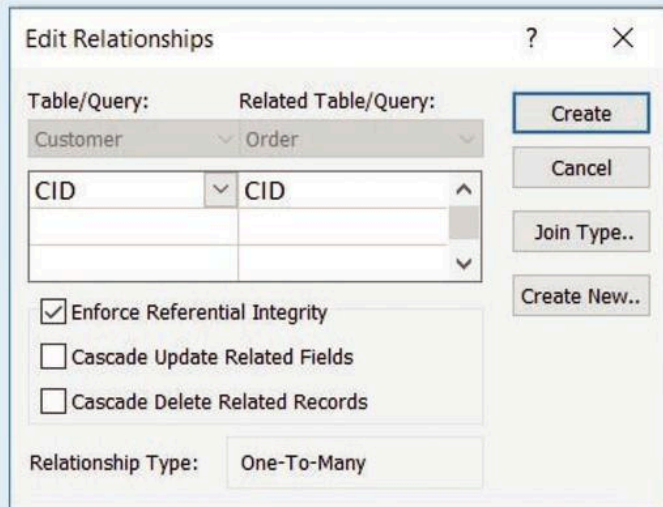 Edit Relationships ?
Table/Query: Related Table/Query:
Create
Customer Order
Cancel
CID CID
Join Type..
Create New..
Enforce Referential Integrity
Cascade Update Related Fields
Cascade Delete Related Records
Relationship Type: One-To-Many